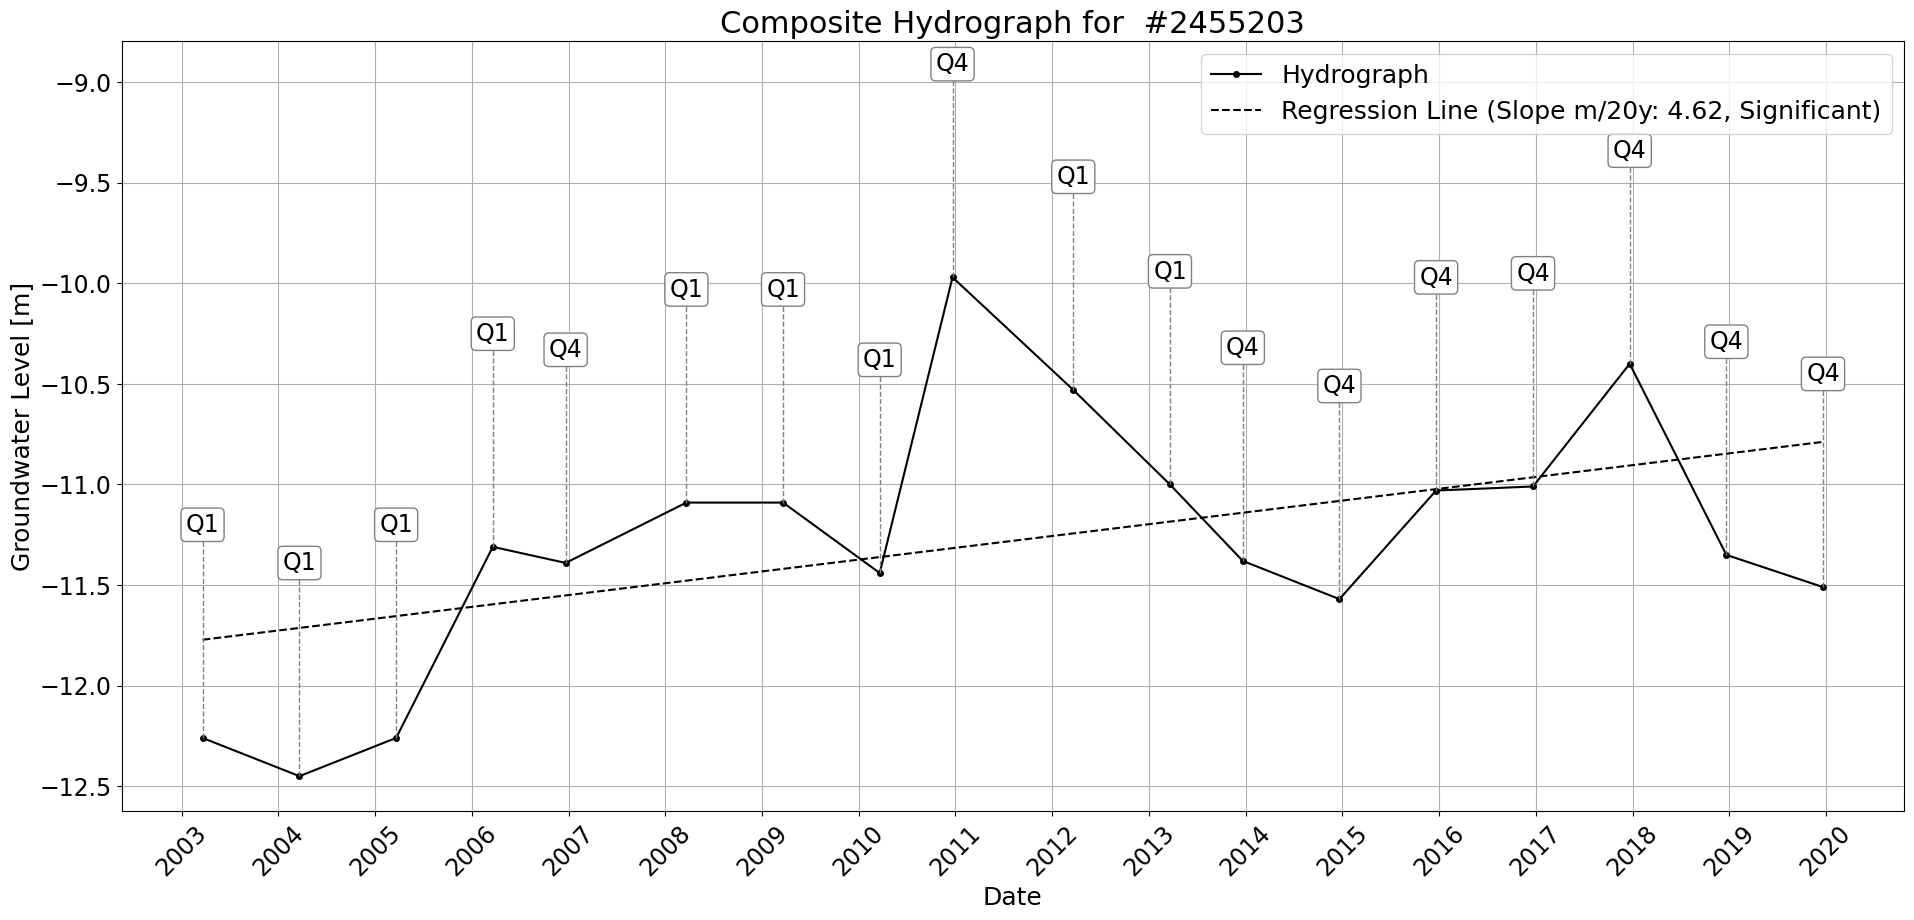 Composite Hydrograph for  #2455203
Hydrograph
Regression Line (Slope m/20y: 4.62, Significant)
Groundwater Level [m]
−9.0
−9.5
−10.0
−10.5
−11.0
−11.5
−12.0
−12.5
Q1
Q1
Q1
Q1
Q4
Q1
Q1
Q1
Q4
Q1
Q1
Q4
Q4
Q4
Q4
Q4
Q4
Q4
2003
2004
2005
2006
2007
2008
2009
2010
2011
2012
2013
2014
2015
2016
2017
2018
2019
2020
Date